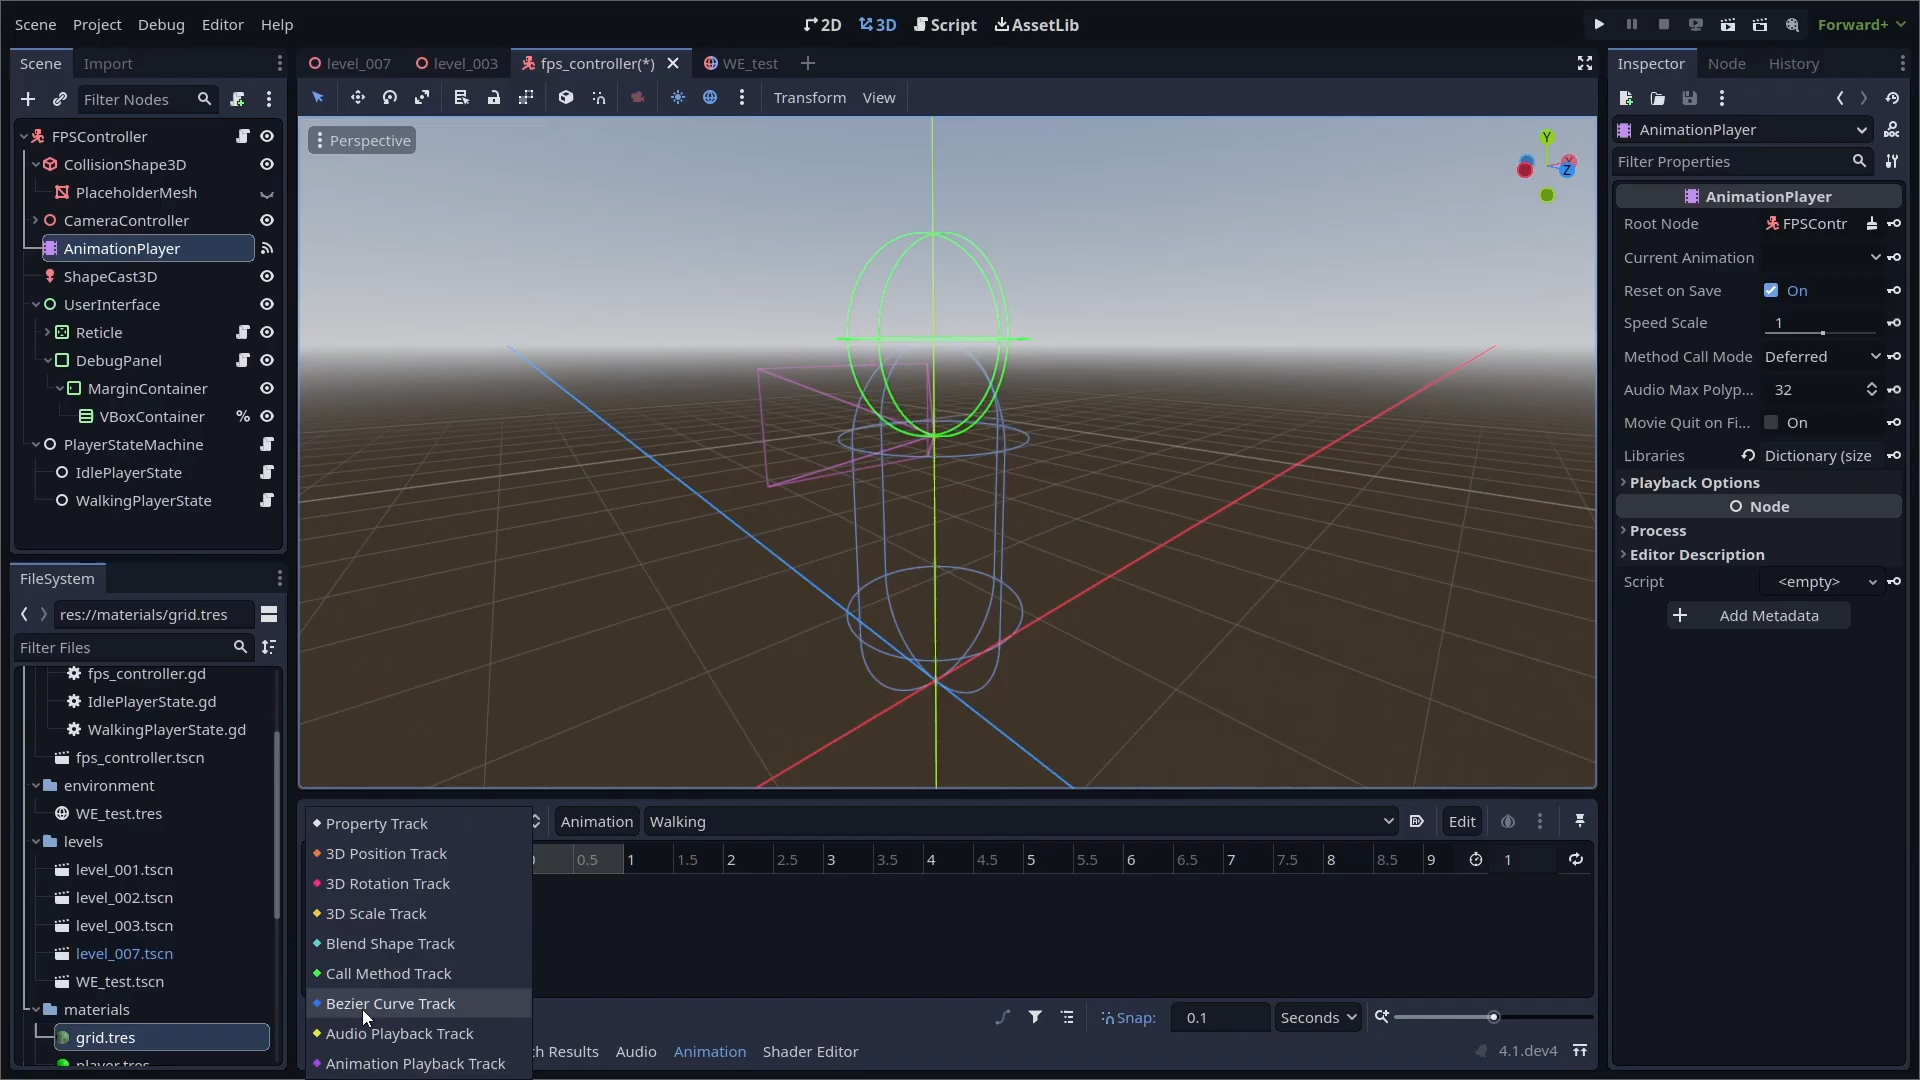 Scene Project Debug Editor Help
2D 3D Script AssetLib
Forward+
Scene Import
Filter Nodes
FPSController
CollisionShape3D
PlaceholderMesh
CameraController
AnimationPlayer
ShapeCast3D
UserInterface
Reticle
DebugPanel
MarginContainer
VBoxContainer %
PlayerStateMachine
IdlePlayerState
WalkingPlayerState
FileSystem
res://materials/grid.tres
Filter Files
fps_controller.gd
IdlePlayerState.gd
WalkingPlayerState.gd
fps_controller.tscn
environment
WE_test.tres
levels
level_001.tscn
level_002.tscn
level_003.tscn
level_007.tscn
WE_test.tscn
materials
grid.tres
player.tres
level_007 level_003 fps_controller(*) WE_test
Transform View
Perspective
Y
X
Z
Property Track
3D Position Track
3D Rotation Track
3D Scale Track
Blend Shape Track
Call Method Track
Bezier Curve Track
Audio Playback Track
Animation Playback Track
Animation Walking Edit
0.5 1 1.5 2 2.5 3 3.5 4 4.5 5 5.5 6 6.5 7 7.5 8 8.5 9 1
Snap: 0.1 Seconds
ch Results Audio Animation Shader Editor 4.1.dev4
Inspector Node History
AnimationPlayer
Filter Properties
AnimationPlayer
Root Node FPSContr
Current Animation
Reset on Save On
Speed Scale 1
Method Call Mode Deferred
Audio Max Polyp... 32
Movie Quit on Fi... On
Libraries Dictionary (size
Playback Options
Node
Process
Editor Description
Script <empty>
Add Metadata